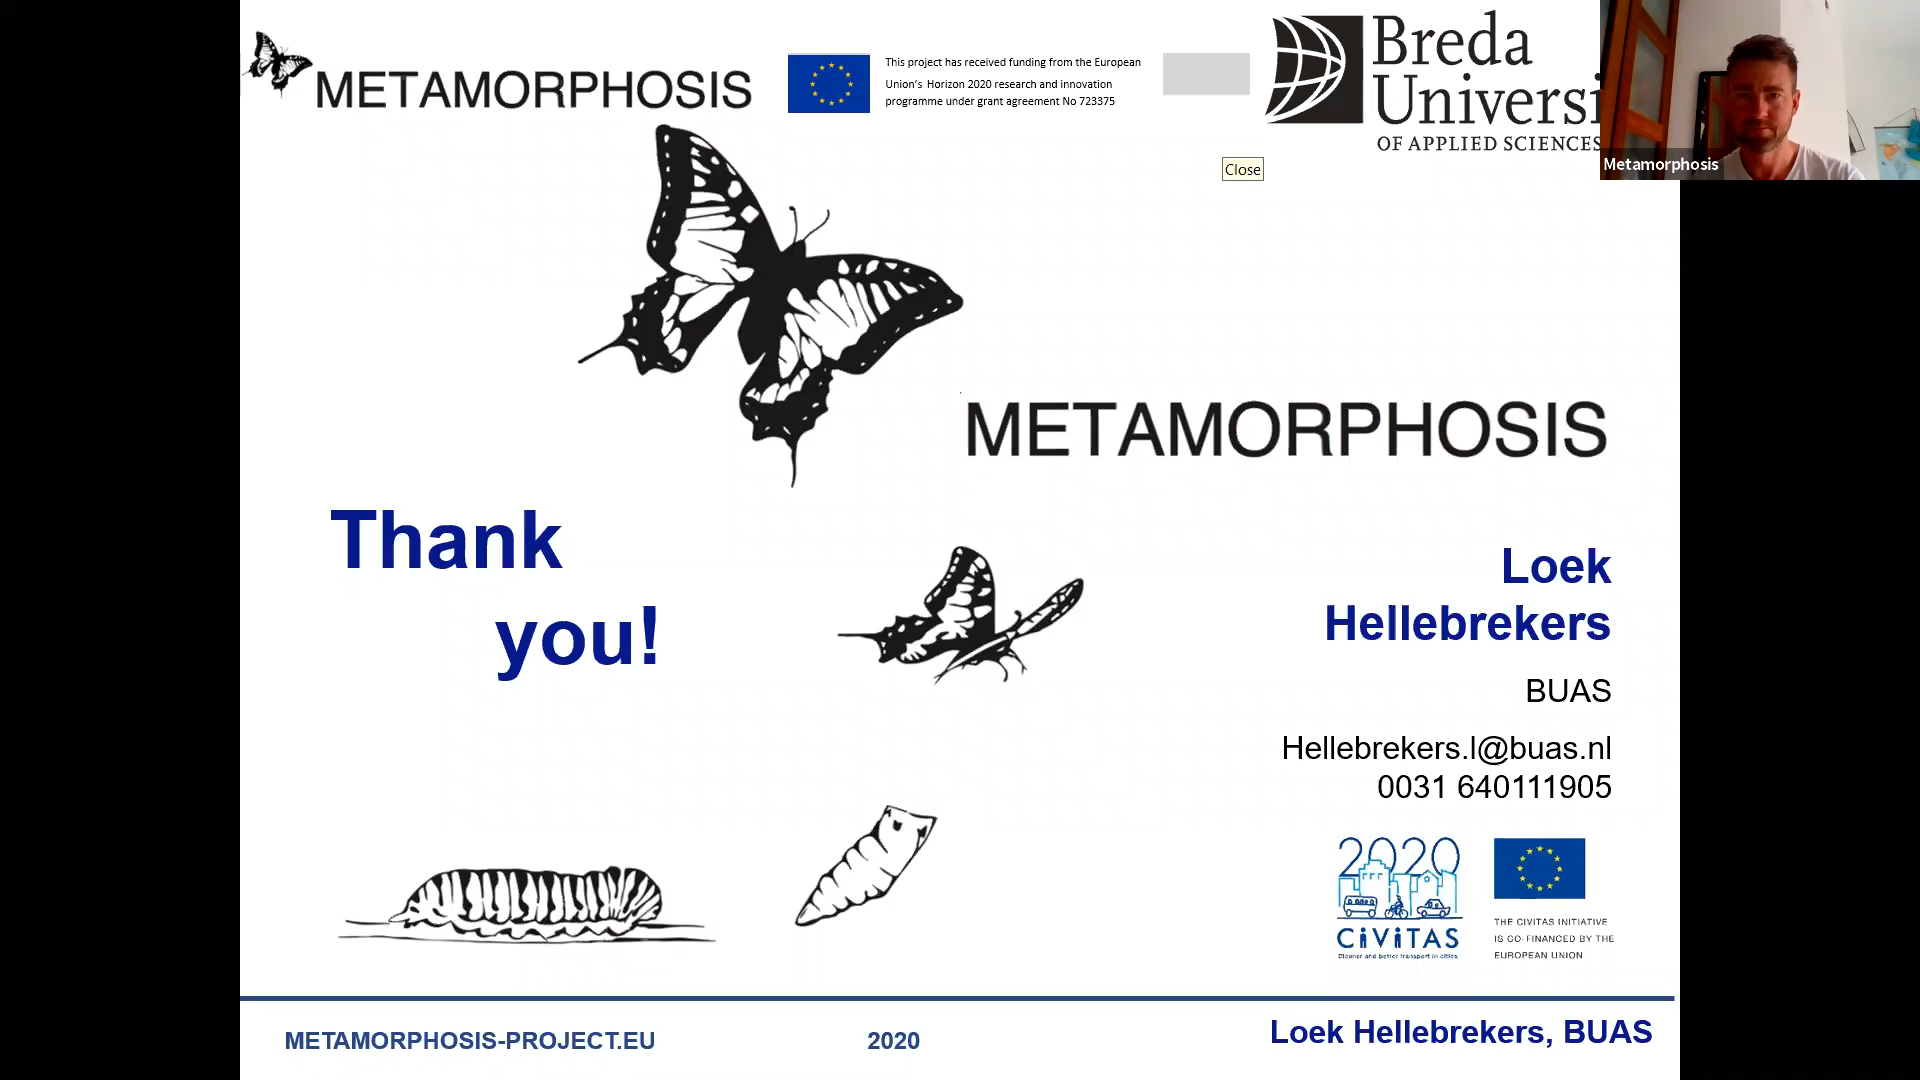 METAMORPHOSIS
This project has received funding from the European
Union's Horizon 2020 research and innovation
programme under grant agreement No 723375
Breda
Universi
OF APPLIED SCIENCES
Metamorphosis
Close
METAMORPHOSIS
Thank
you!
Loek
Hellebrekers
BUAS
Hellebrekers.l@buas.nl
0031 640111905
2020
CiViTAS
Cleaner and better transport in cities
THE CIVITAS INITIATIVE
IS CO-FINANCED BY THE
EUROPEAN UNION
METAMORPHOSIS-PROJECT.EU
2020
Loek Hellebrekers, BUAS